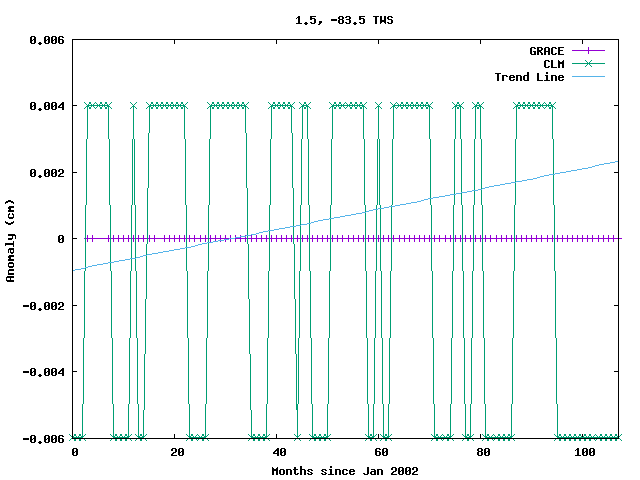 1.5, -83.5 TWS
0.006
0.004
0.002
0
-0.002
-0.004
-0.006
Anomaly (cm)
GRACE
CLM
Trend Line
0 20 40 60 80 100
Months since Jan 2002